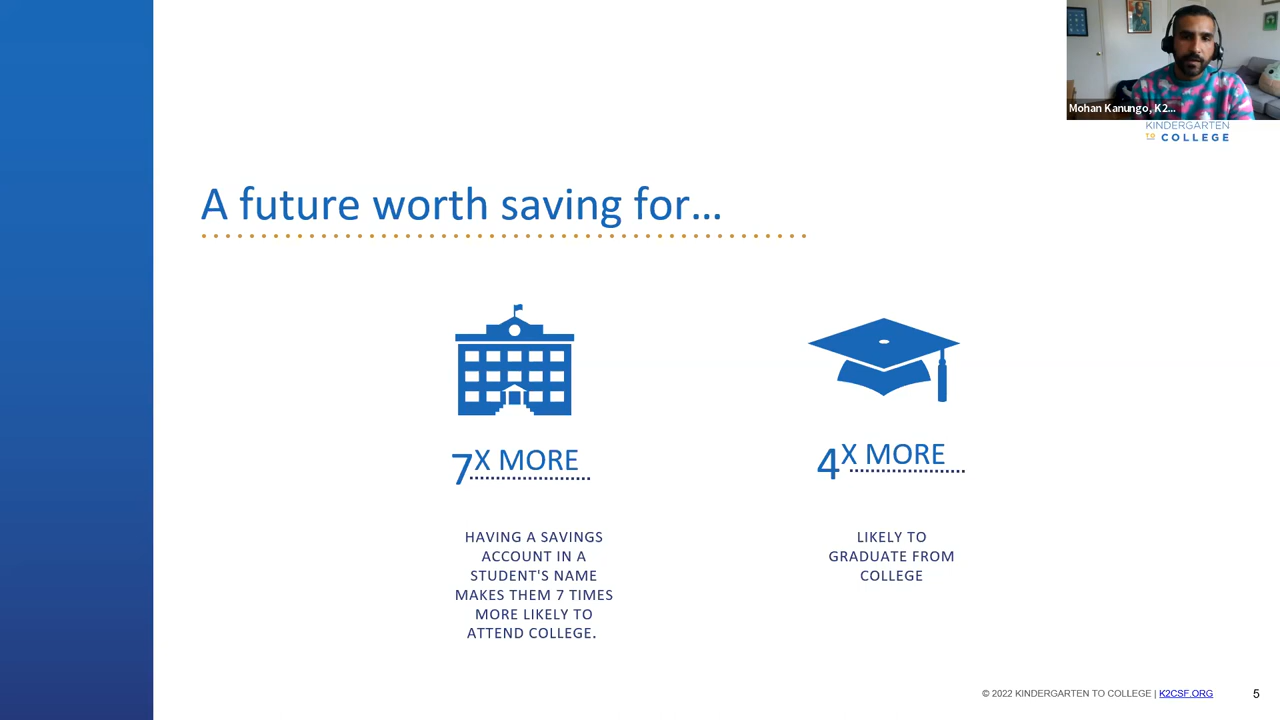 Mohan Kanungo, K2...
KINDERGARTEN
to COLLEGE
A future worth saving for...
7X MORE
4X MORE
HAVING A SAVINGS
ACCOUNT IN A
STUDENT'S NAME
MAKES THEM 7 TIMES
MORE LIKELY TO
ATTEND COLLEGE.
LIKELY TO
GRADUATE FROM
COLLEGE
© 2022 KINDERGARTEN TO COLLEGE | K2CSF.ORG 5